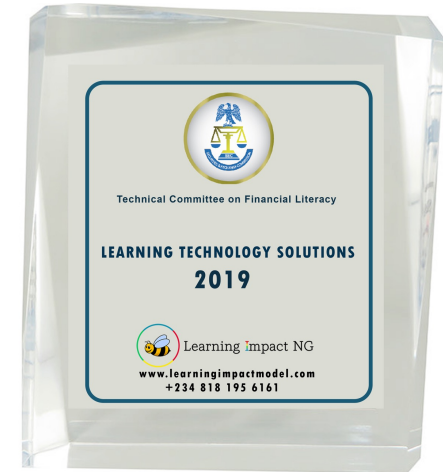 SEC
Technical Committee on Financial Literacy
LEARNING TECHNOLOGY SOLUTIONS
2019
Learning Impact NG
www.learningimpactmodel.com
+234 818 195 6161